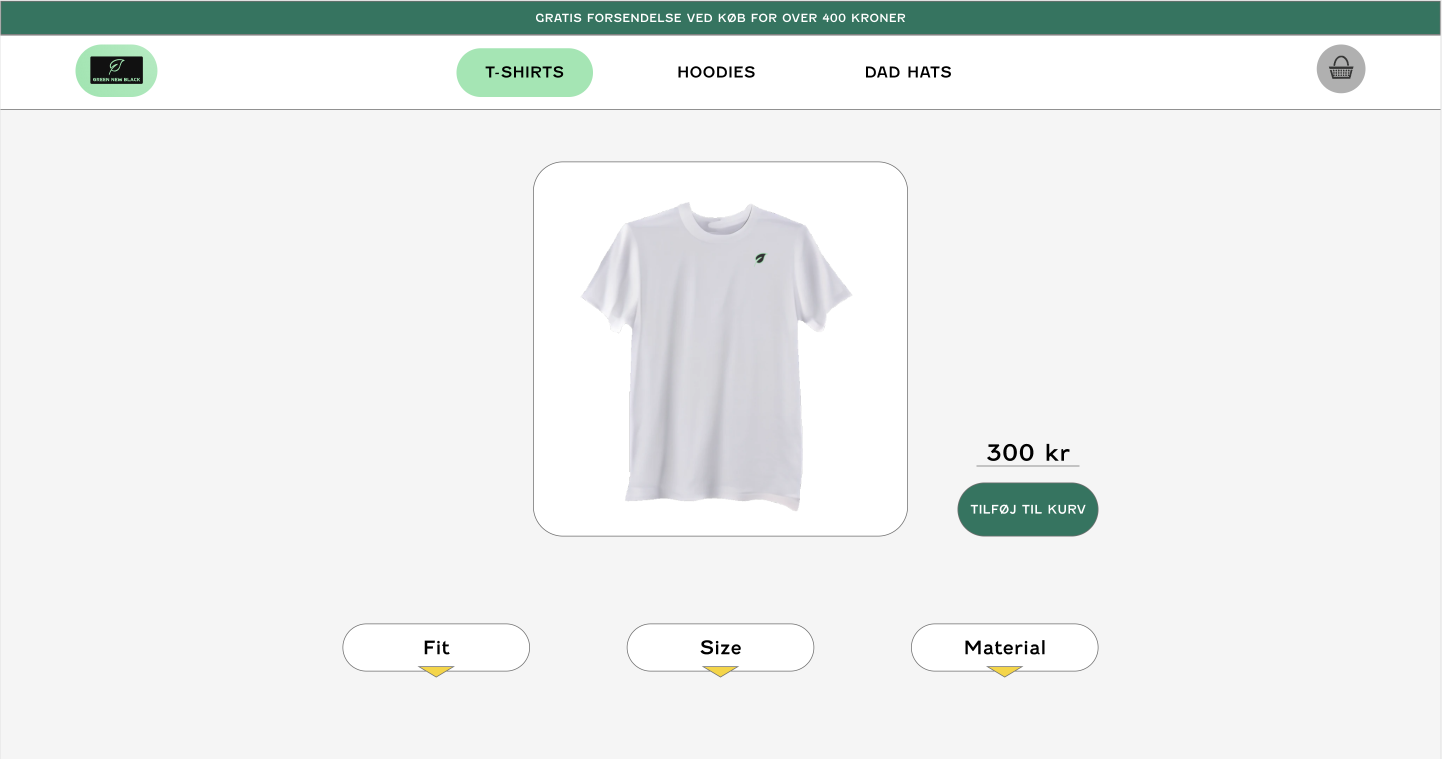 GRATIS FORSENDELSE VED KØB FOR OVER 400 KRONER
GREEN NEW BLACK
T-SHIRTS
HOODIES
DAD HATS
300 kr
TILFØJ TIL KURV
Fit
Size
Material